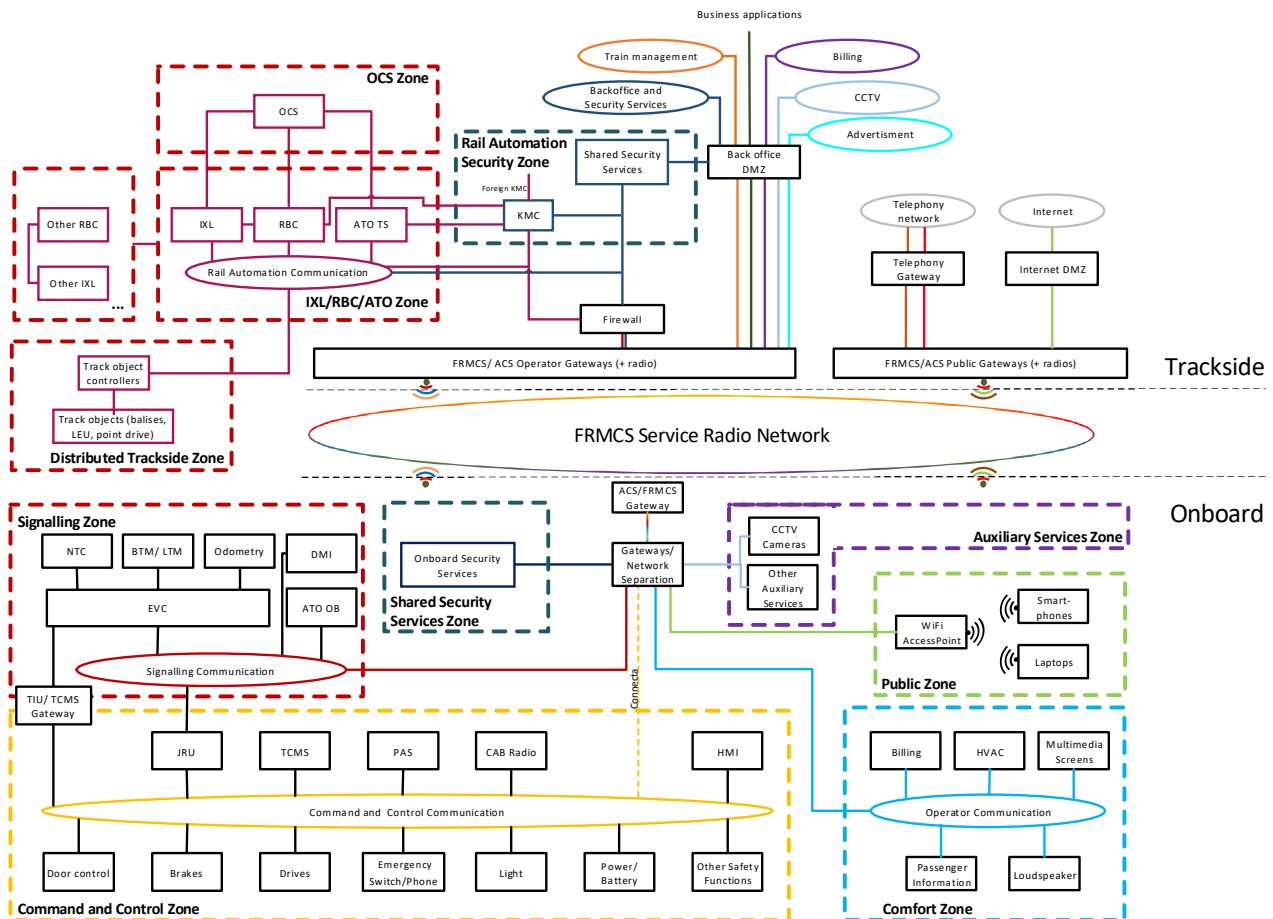 Business applications
Train management
Billing
OCS Zone
Backoffice and
Security Services
CCTV
OCS
Advertisment
Rail Automation
Security Zone
Shared Security
Services
Back office
DMZ
Foreign KMC
KMC
Other RBC
IXL
RBC
ATO TS
Telephony
network
Internet
Rail Automation Communication
Telephony
Gateway
Internet DMZ
Other IXL
...
IXL/RBC/ATO Zone
Firewall
FRMCS/ ACS Operator Gateways (+ radio)
FRMCS/ACS Public Gateways (+ radios)
Trackside
Track object
controllers
Track objects (balises,
LEU, point drive)
Distributed Trackside Zone
FRMCS Service Radio Network
Onboard
ACS/FRMCS
Gateway
Signalling Zone
NTC
BTM/ LTM
Odometry
DMI
CCTV
Cameras
Auxiliary Services Zone
Onboard Security
Services
Gateways/
Network
Separation
Other
Auxiliary
Services
EVC
ATO OB
Shared Security
Services Zone
Smart-
phones
WiFi
AccessPoint
Laptops
Signalling Communication
Public Zone
Connecta
TIU/ TCMS
Gateway
JRU
TCMS
PAS
CAB Radio
HMI
Billing
HVAC
Multimedia
Screens
Command and Control Communication
Operator Communication
Door control
Brakes
Drives
Emergency
Switch/Phone
Light
Power/
Battery
Other Safety
Functions
Passenger
Information
Loudspeaker
Command and Control Zone
Comfort Zone